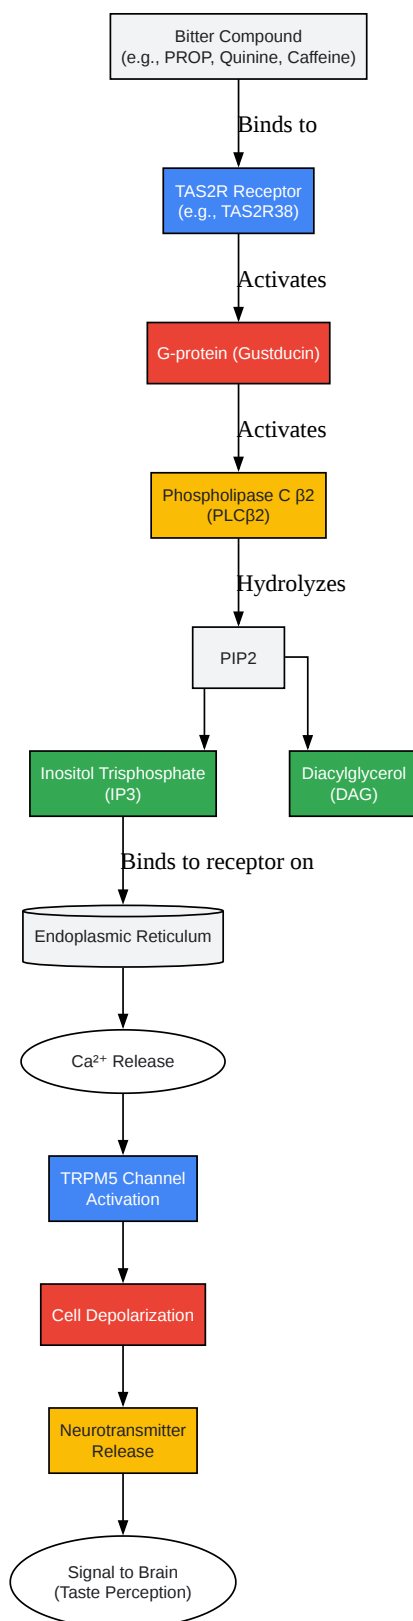 Bitter Compound
(e.g., PROP, Quinine, Caffeine)
Binds to
TAS2R Receptor
(e.g., TAS2R38)
Activates
G-protein (Gustducin)
Activates
Phospholipase C β2
(PLCβ2)
Hydrolyzes
PIP2
Inositol Trisphosphate
(IP3)
Diacylglycerol
(DAG)
Binds to receptor on
Endoplasmic Reticulum
Ca²⁺ Release
TRPM5 Channel
Activation
Cell Depolarization
Neurotransmitter
Release
Signal to Brain
(Taste Perception)